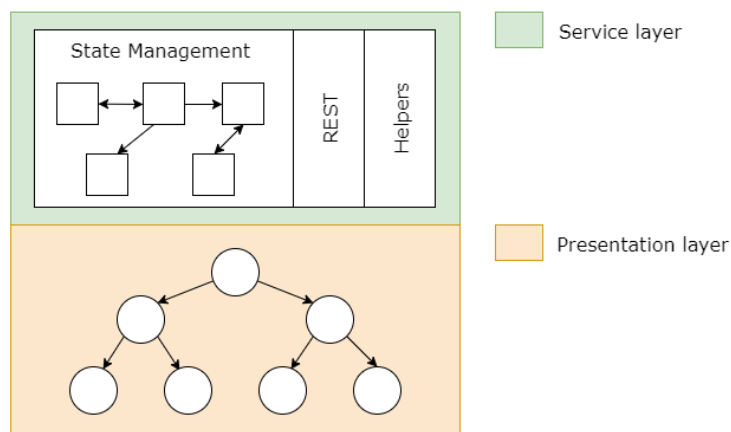 State Management
REST
Helpers
Service layer
Presentation layer